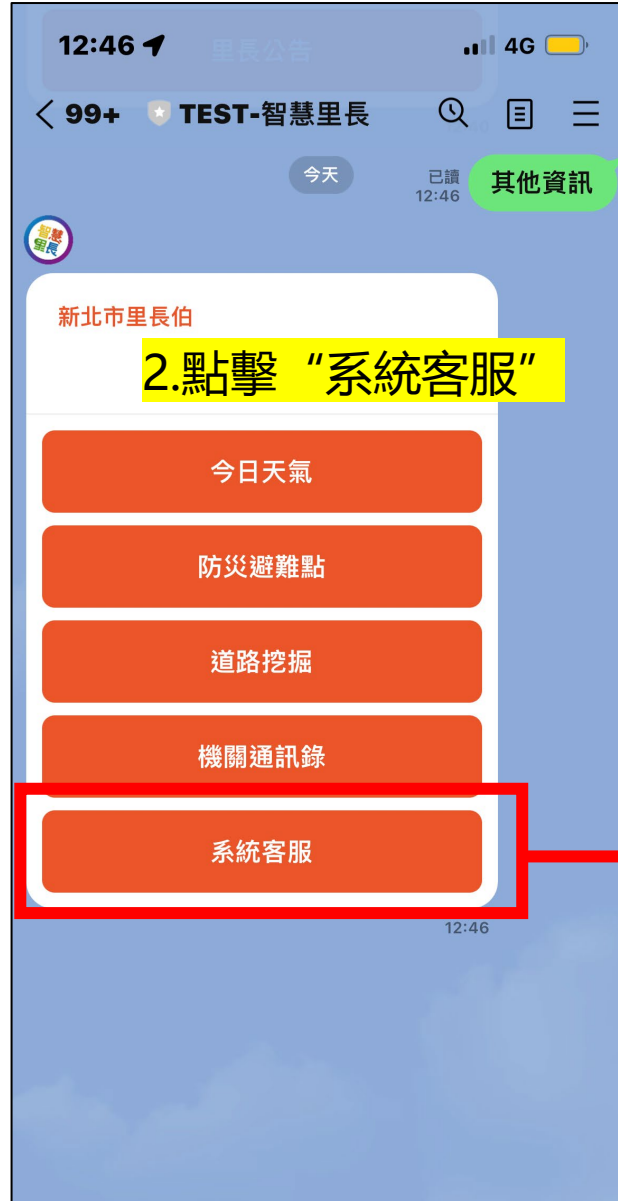 12:46
里長公告
4G
99+ TEST-智慧里長
今天
已讀
12:46
其他資訊
智慧
里長
新北市里長伯
2.點擊“系統客服”
今日天氣
防災避難點
道路挖掘
機關通訊錄
系統客服
12:46